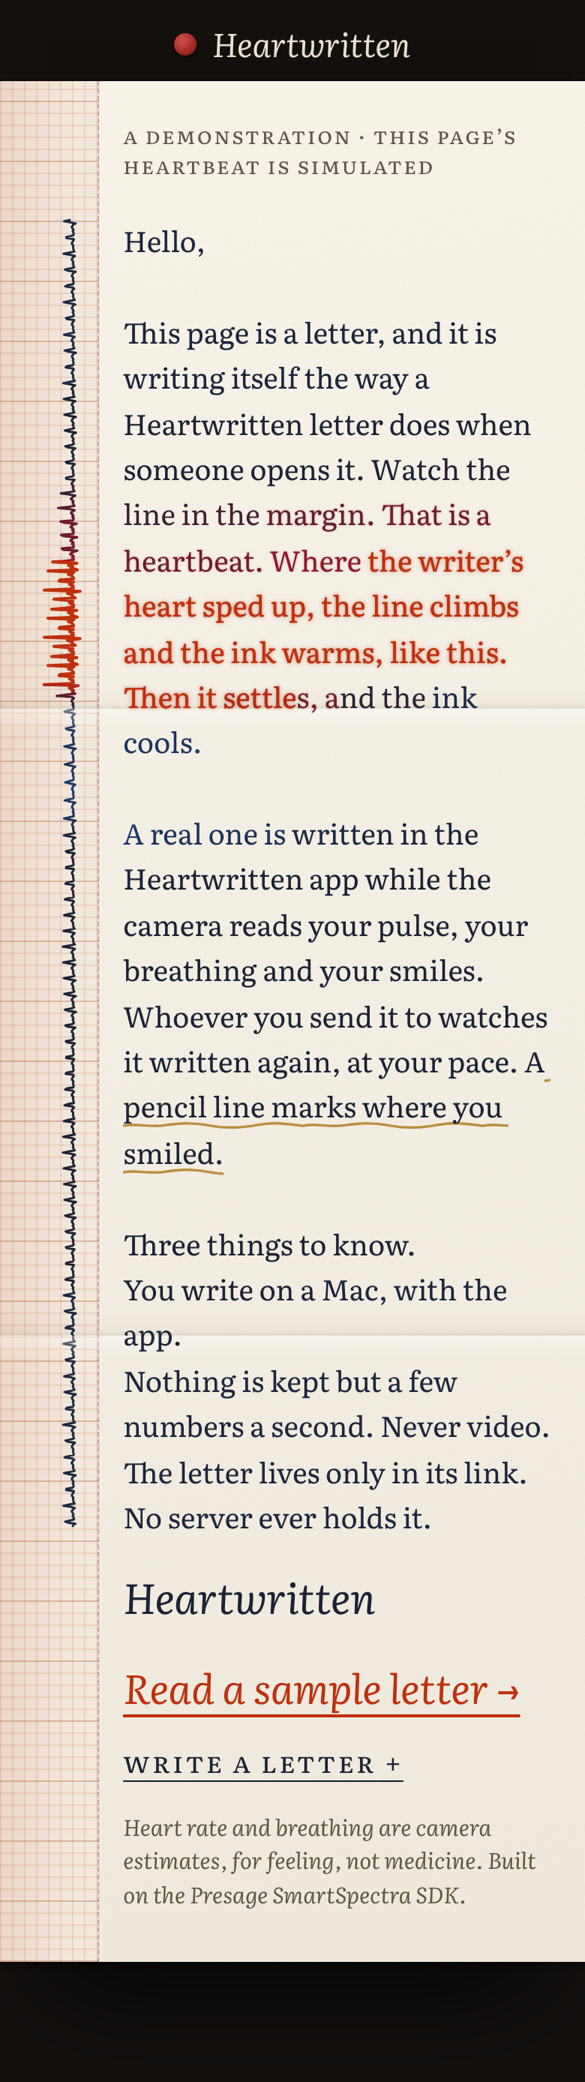 Heartwritten
A DEMONSTRATION · THIS PAGE’S
HEARTBEAT IS SIMULATED
Hello,
This page is a letter, and it is
writing itself the way a
Heartwritten letter does when
someone opens it. Watch the
line in the margin. That is a
heartbeat. Where the writer’s
heart sped up, the line climbs
and the ink warms, like this.
Then it settles, and the ink
cools.
A real one is written in the
Heartwritten app while the
camera reads your pulse, your
breathing and your smiles.
Whoever you send it to watches
it written again, at your pace. A
pencil line marks where you
smiled.
Three things to know.
You write on a Mac, with the
app.
Nothing is kept but a few
numbers a second. Never video.
The letter lives only in its link.
No server ever holds it.
Heartwritten
Read a sample letter →
WRITE A LETTER +
Heart rate and breathing are camera
estimates, for feeling, not medicine. Built
on the Presage SmartSpectra SDK.